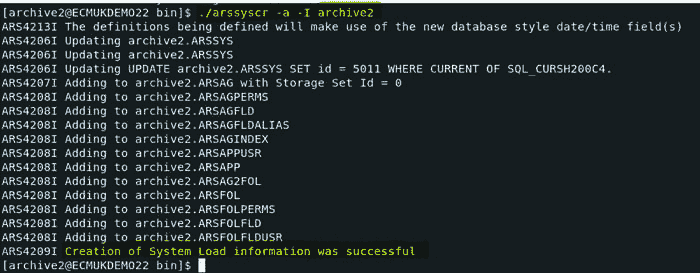 [archive2@ECMUKDEMO22 bin]$ ./arssyscr -a -I archive2
ARS4213I The definitions being defined will make use of the new database style date/time field(s)
ARS4206I Updating archive2.ARSSYS
ARS4206I Updating archive2.ARSSYS
ARS4206I Updating UPDATE archive2.ARSSYS SET id = 5011 WHERE CURRENT OF SQL_CURSH200C4.
ARS4207I Adding to archive2.ARSAG with Storage Set Id = 0
ARS4208I Adding to archive2.ARSAGPERMS
ARS4208I Adding to archive2.ARSAGFLD
ARS4208I Adding to archive2.ARSAGFLDALIAS
ARS4208I Adding to archive2.ARSAGINDEX
ARS4208I Adding to archive2.ARSAPPUSR
ARS4208I Adding to archive2.ARSAPP
ARS4208I Adding to archive2.ARSAG2FOL
ARS4208I Adding to archive2.ARSFOL
ARS4208I Adding to archive2.ARSFOLPERMS
ARS4208I Adding to archive2.ARSFOLFLD
ARS4208I Adding to archive2.ARSFOLFLDUSR
ARS4209I Creation of System Load information was successful
[archive2@ECMUKDEMO22 bin]$